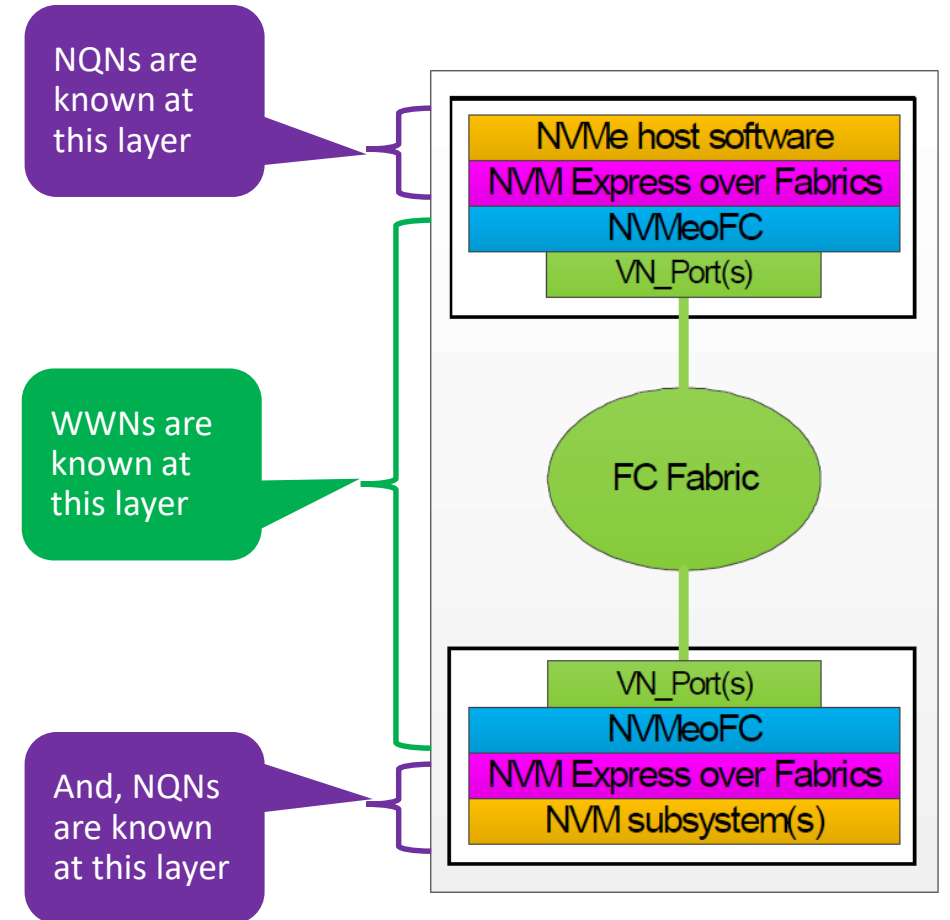 NQNs are
known at
this layer
NVMe host software
NVM Express over Fabrics
NVMeoFC
VN_Port(s)
WWNs are
known at
this layer
FC Fabric
VN_Port(s)
NVMeoFC
NVM Express over Fabrics
NVM subsystem(s)
And, NQNs
are known
at this layer